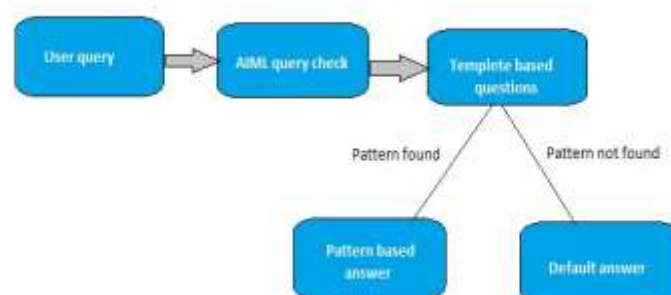 User query
AIML query check
Templete based
questions
Pattern found
Pattern not found
Pattern based
answer
Default answer